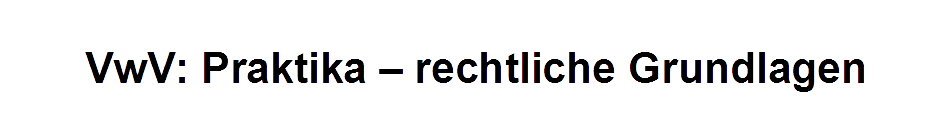 VwV: Praktika – rechtliche Grundlagen